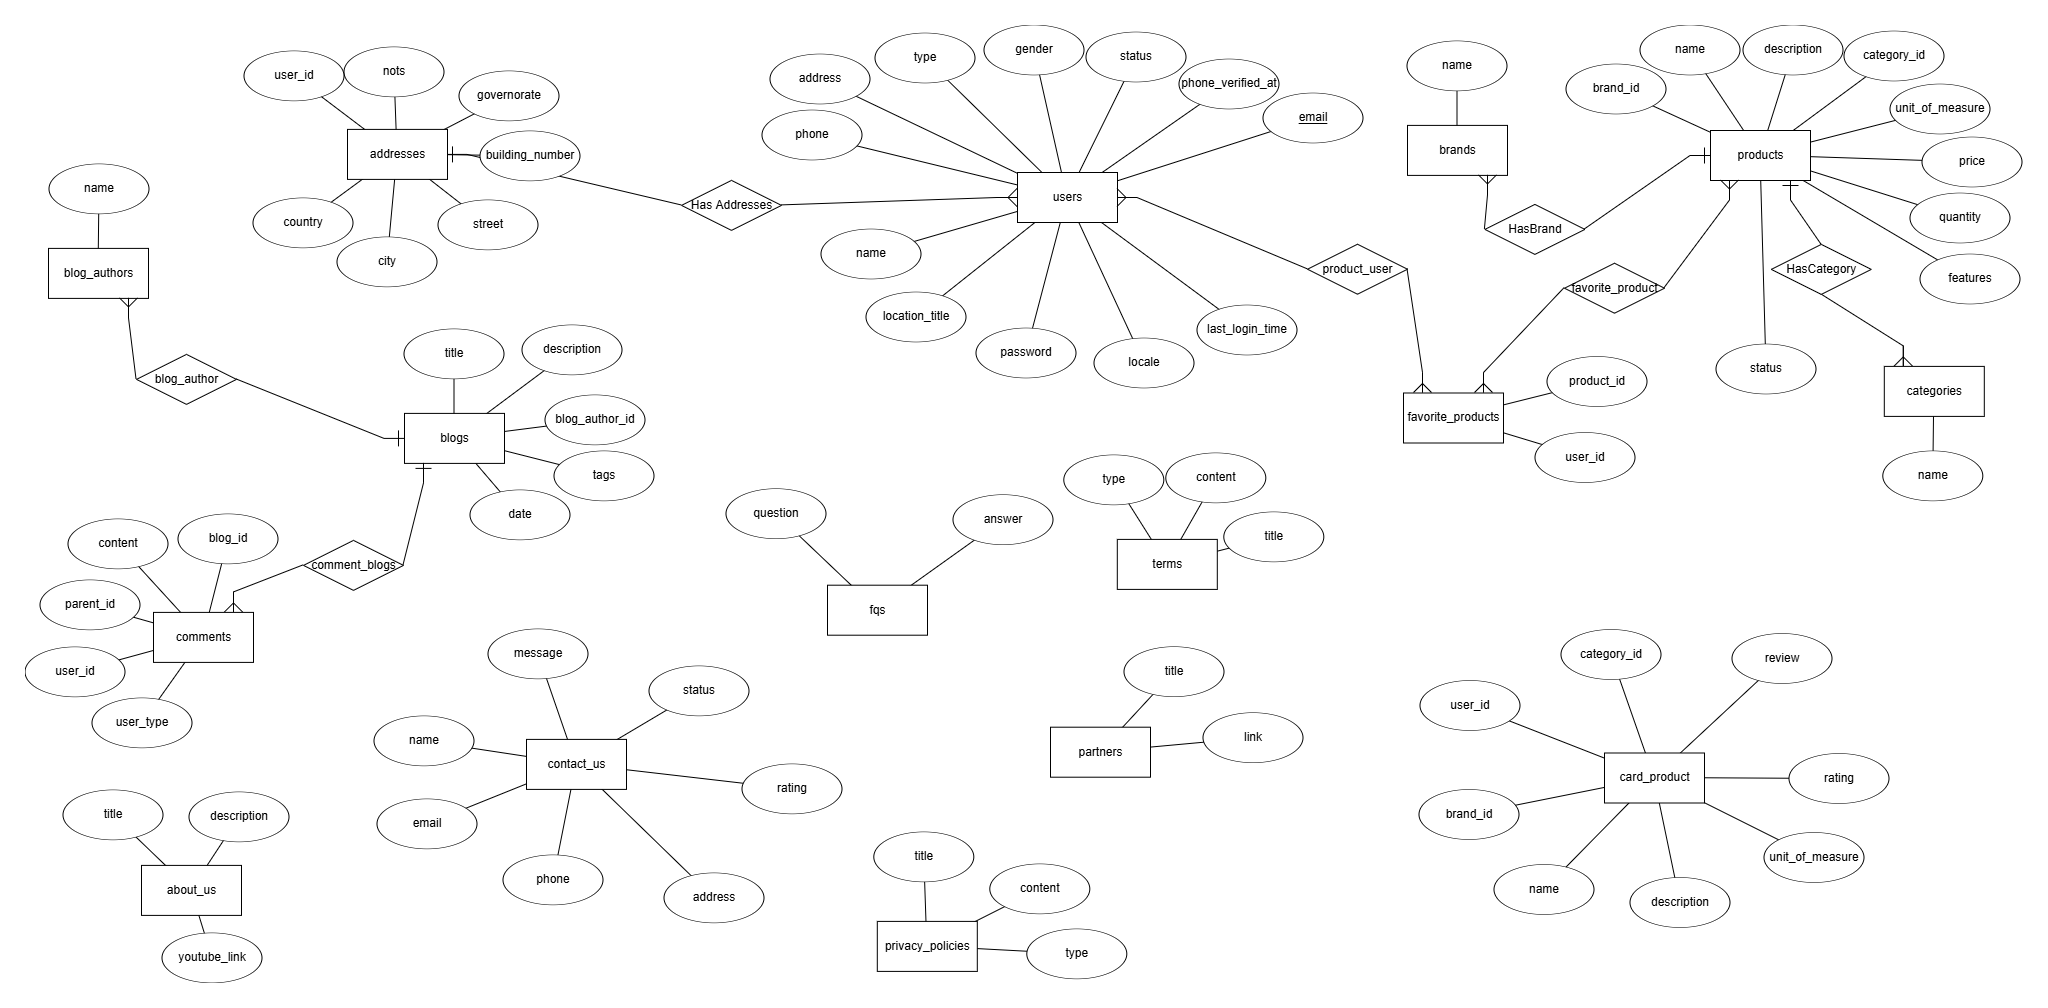 user_id
nots
governorate
addresses
building_number
country
city
street
Has Addresses
address
type
gender
status
phone_verified_at
email
phone
users
name
location_title
password
locale
last_login_time
product_user
name
brands
HasBrand
brand_id
name
description
category_id
unit_of_measure
products
price
quantity
features
HasCategory
favorite_product
status
favorite_products
product_id
user_id
categories
name
name
blog_authors
blog_author
title
description
blogs
blog_author_id
tags
date
content
blog_id
comment_blogs
parent_id
comments
user_id
user_type
question
answer
fqs
type
content
title
terms
message
status
name
contact_us
rating
email
phone
address
title
partners
link
category_id
review
user_id
card_product
rating
brand_id
unit_of_measure
name
description
title
description
about_us
youtube_link
title
content
privacy_policies
type